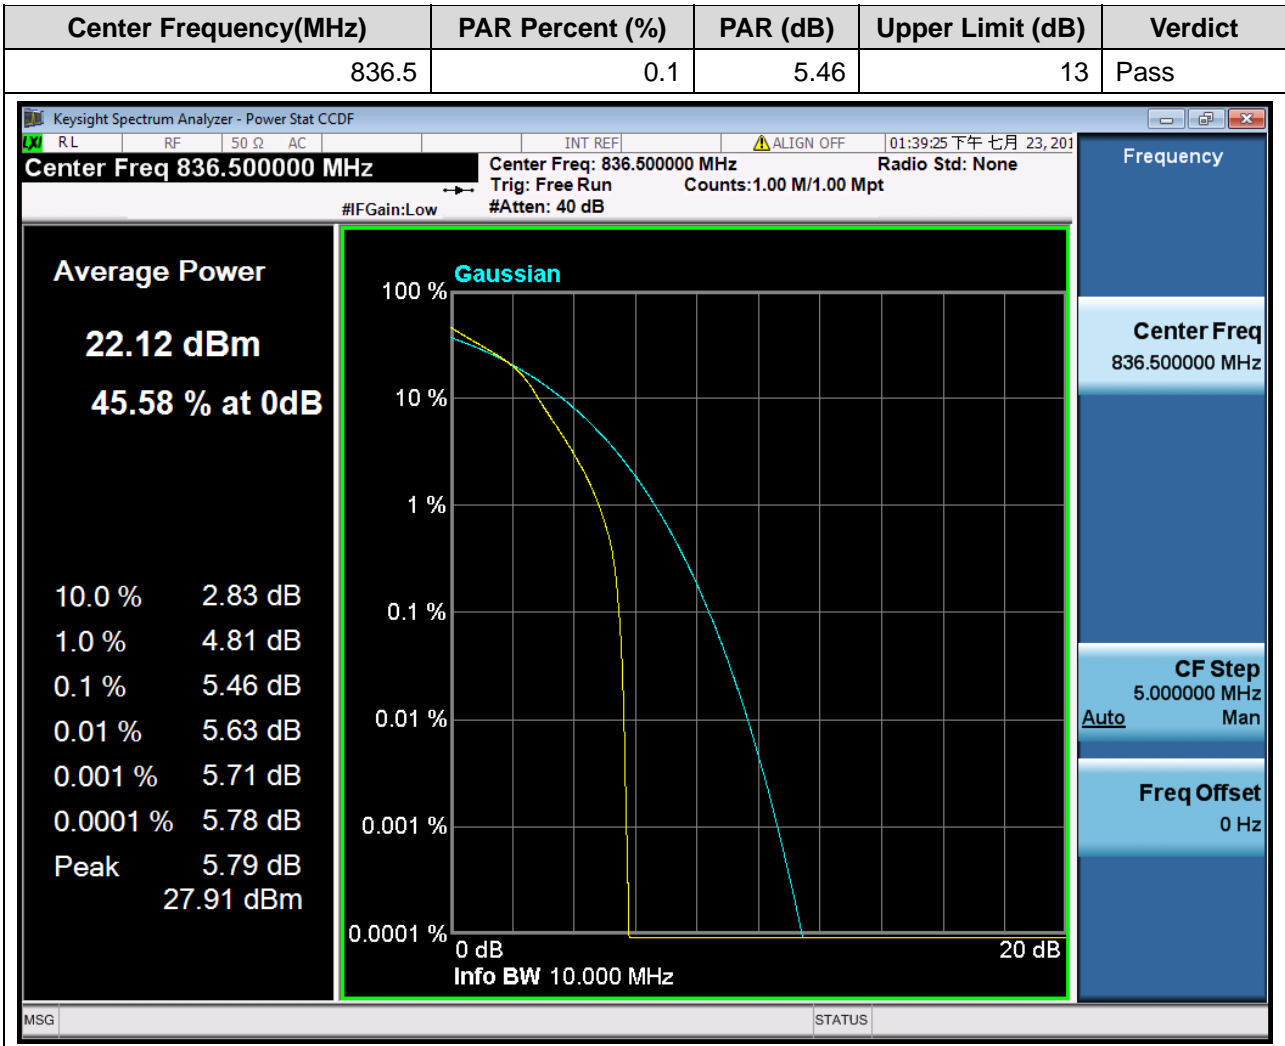 Center Frequency(MHz) PAR Percent (%) PAR (dB) Upper Limit (dB) Verdict
836.5 0.1 5.46 13 Pass
Keysight Spectrum Analyzer - Power Stat CCDF
LXI RL RF 50 Ω AC INT REF ALIGN OFF 01:39:25 下午 七月 23, 201
Center Freq 836.500000 MHz
Center Freq: 836.500000 MHz Radio Std: None
Trig: Free Run Counts:1.00 M/1.00 Mpt
#IFGain:Low #Atten: 40 dB
Average Power
22.12 dBm
45.58 % at 0dB
10.0 % 2.83 dB
1.0 % 4.81 dB
0.1 % 5.46 dB
0.01 % 5.63 dB
0.001 % 5.71 dB
0.0001 % 5.78 dB
Peak 5.79 dB
27.91 dBm
Gaussian
100 %
10 %
1 %
0.1 %
0.01 %
0.001 %
0.0001 %
0 dB 20 dB
Info BW 10.000 MHz
Frequency
Center Freq
836.500000 MHz
CF Step
5.000000 MHz
Auto Man
Freq Offset
0 Hz
MSG STATUS